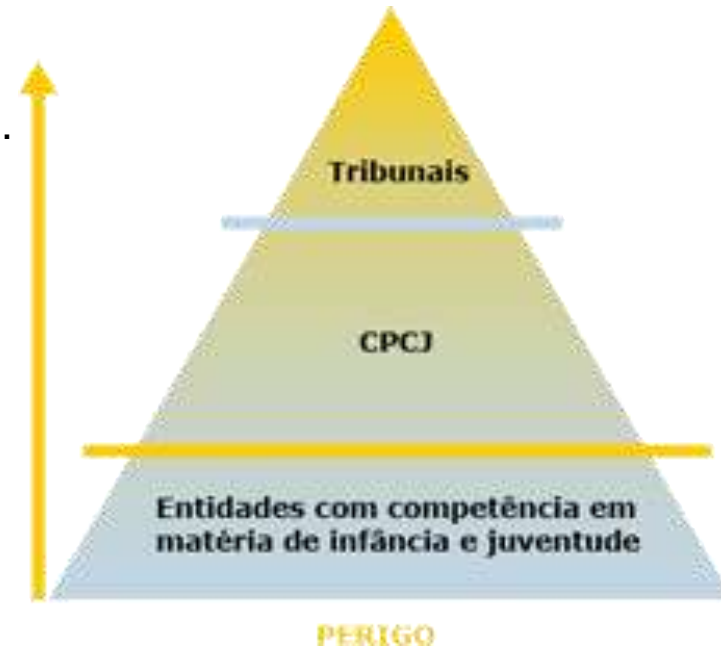 Tribunais
CPCJ
Entidades com competência em
matéria de infância e juventude
PERIGO